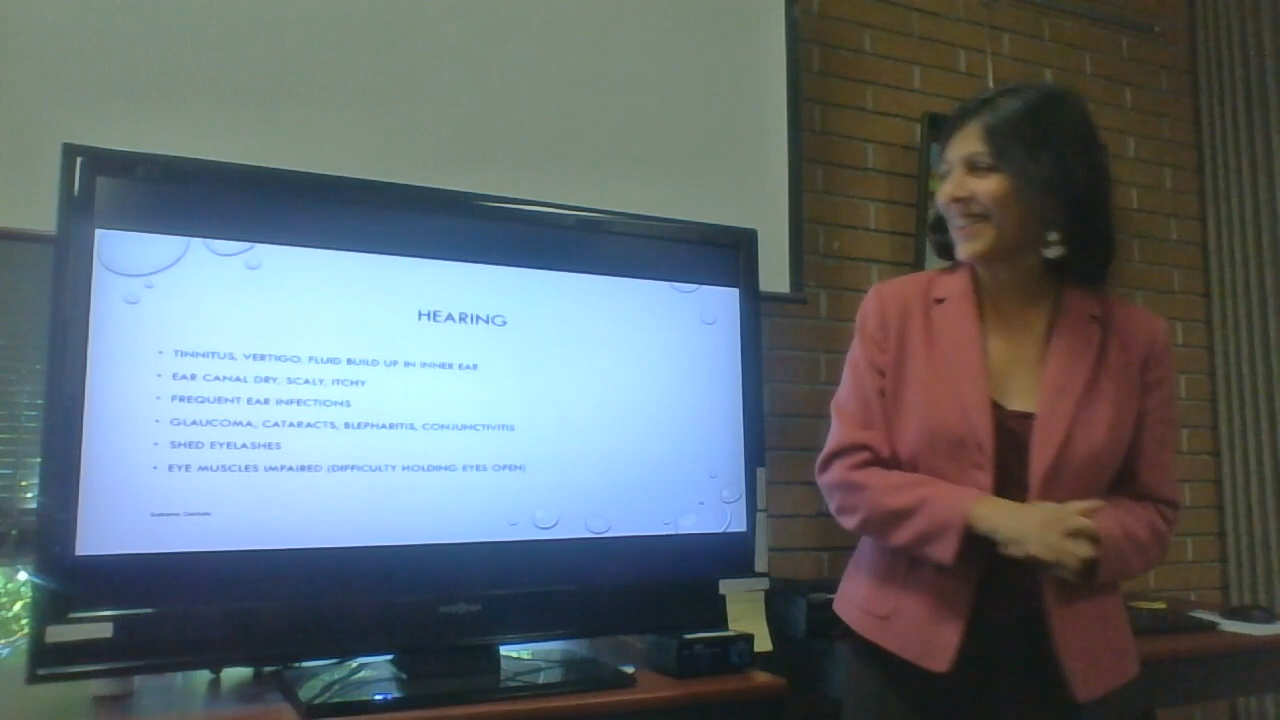 HEARING
• TINNITUS, VERTIGO, FLUID BUILD UP IN INNER EAR
• EAR CANAL DRY, SCALY, ITCHY
• FREQUENT EAR INFECTIONS
• GLAUCOMA, CATARACTS, BLEPHARITIS, CONJUNCTIVITIS
• SHED EYELASHES
• EYE MUSCLES IMPAIRED (DIFFICULTY HOLDING EYES OPEN)
INSIGNIA